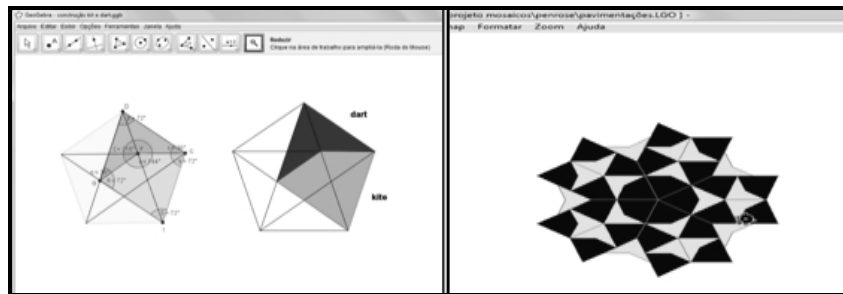 GeoGebra - construção kit e dart.ggb
Arquivo Editar Exibir Opções Ferramentas Janela Ajuda
Reduzir
Clique na área de trabalho para ampliá-la (Roda do Mouse)
dart
kite
projeto mosaicos\penrose\pavimentações.LGO ] -
nap Formatar Zoom Ajuda